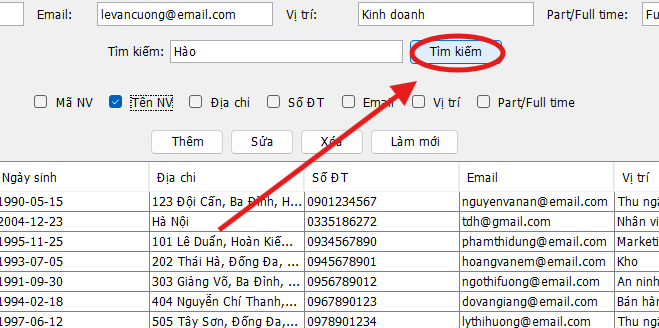 Email: levancuong@email.com Vị trí: Kinh doanh Part/Full time: Fu
Tìm kiếm: Hào Tìm kiếm
Mã NV Tên NV Địa chỉ Số ĐT Email Vị trí Part/Full time
Thêm Sửa Xóa Làm mới
Ngày sinh Địa chỉ Số ĐT Email Vị trí
1990-05-15 123 Đội Cấn, Ba Đình, H... 0901234567 nguyenvanan@email.com Thu ngâ
2004-12-23 Hà Nội 0335186272 tdh@gmail.com Nhân vi
1995-11-25 101 Lê Duẩn, Hoàn Kiế... 0934567890 phamthidung@email.com Marketi
1993-07-05 202 Thái Hà, Đống Đa, ... 0945678901 hoangvanem@email.com Kho
1991-09-30 303 Giảng Võ, Ba Đình, ... 0956789012 ngothifuong@email.com An ninh
1994-02-18 404 Nguyễn Chí Thanh,... 0967890123 dovangiang@email.com Bán hàn
1997-06-12 505 Tây Sơn, Đống Đa, ... 0978901234 lythihuong@email.com Thu ngâ